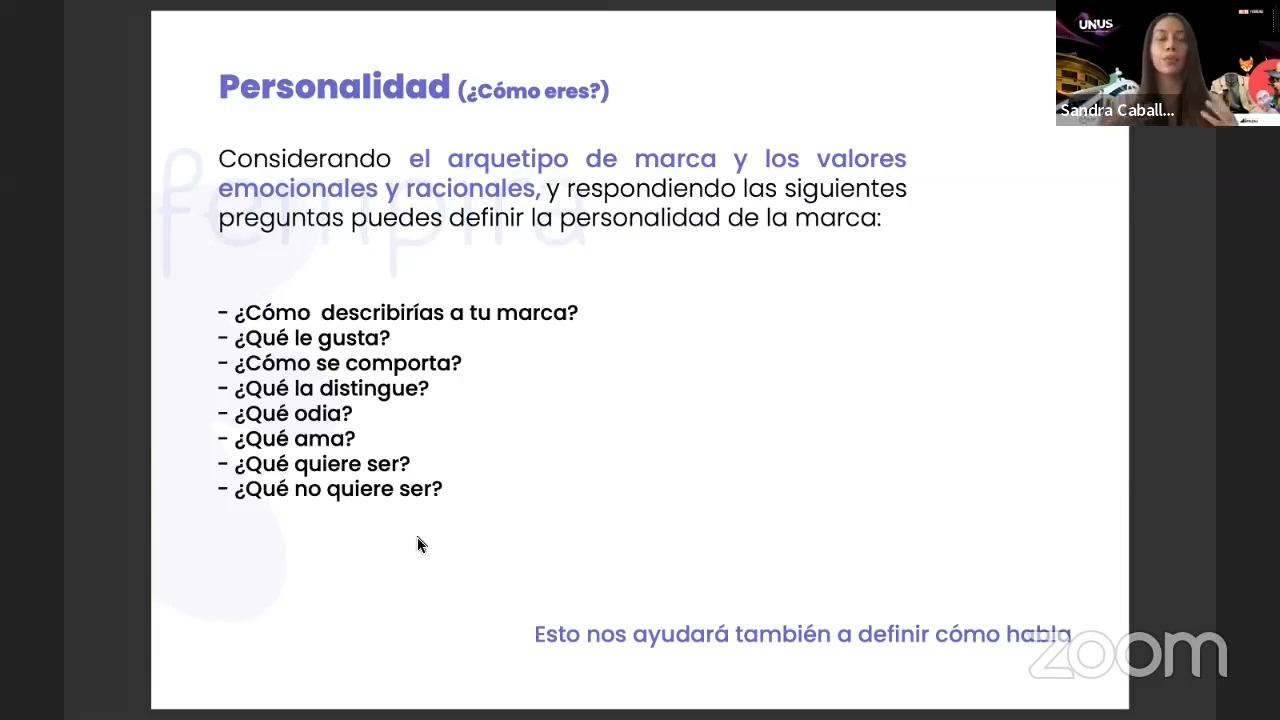 UNUS
Sandra Caball...
Personalidad (¿Cómo eres?)
Considerando el arquetipo de marca y los valores
emocionales y racionales, y respondiendo las siguientes
preguntas puedes definir la personalidad de la marca:
fempira
- ¿Cómo describirías a tu marca?
- ¿Qué le gusta?
- ¿Cómo se comporta?
- ¿Qué la distingue?
- ¿Qué odia?
- ¿Qué ama?
- ¿Qué quiere ser?
- ¿Qué no quiere ser?
Esto nos ayudará también a definir cómo habla
zoom